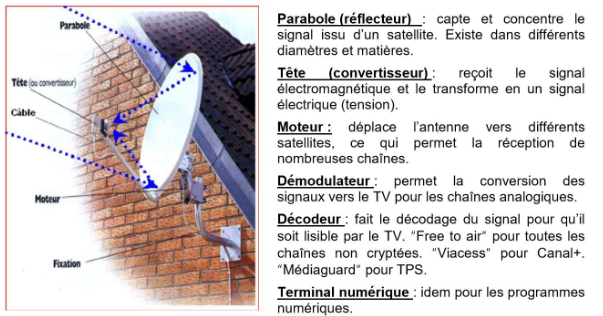 Parabole
Tête (ou convertisseur)
Câble
Moteur
Fixation
Parabole (réflecteur) : capte et concentre le
signal issu d’un satellite. Existe dans différents
diamètres et matières.
Tête (convertisseur) : reçoit le signal
électromagnétique et le transforme en un signal
électrique (tension).
Moteur : déplace l’antenne vers différents
satellites, ce qui permet la réception de
nombreuses chaînes.
Démodulateur : permet la conversion des
signaux vers le TV pour les chaînes analogiques.
Décodeur : fait le décodage du signal pour qu’il
soit lisible par le TV. “Free to air” pour toutes les
chaînes non cryptées. “Viacess” pour Canal+.
“Médiaguard” pour TPS.
Terminal numérique : idem pour les programmes
numériques.